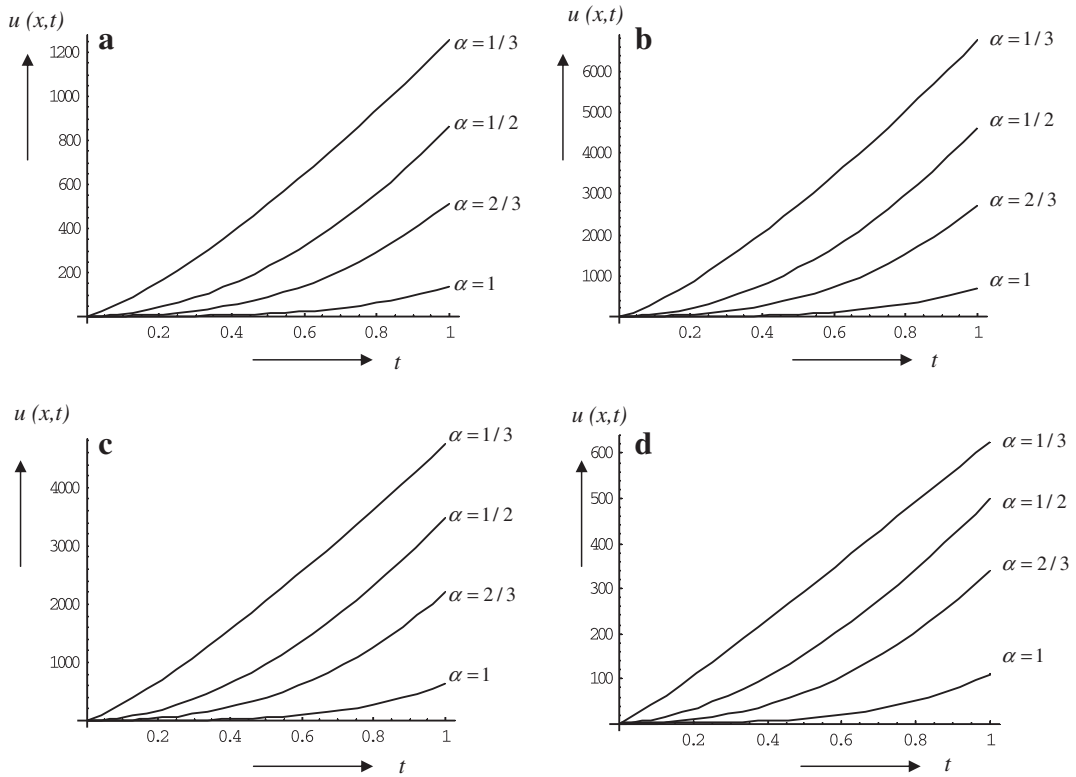 u (x,t)
a
α = 1/3
1200
1000
α = 1/2
800
600
α = 2/3
400
200
α = 1
0.2 0.4 0.6 0.8 1
t
u (x,t)
b
α = 1/3
6000
5000
α = 1/2
4000
3000
α = 2/3
2000
1000
α = 1
0.2 0.4 0.6 0.8 1
t
u (x,t)
c
α = 1/3
4000
α = 1/2
3000
2000
α = 2/3
1000
α = 1
0.2 0.4 0.6 0.8 1
t
u (x,t)
d
600
α = 1/3
500
α = 1/2
400
α = 2/3
300
200
α = 1
100
0.2 0.4 0.6 0.8 1
t